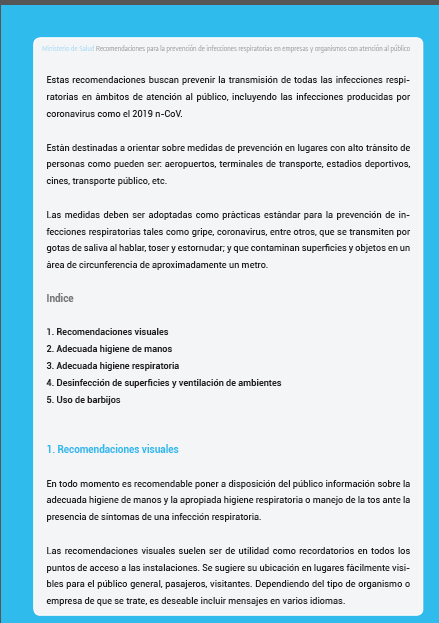 Ministerio de Salud Recomendaciones para la prevención de infecciones respiratorias en empresas y organismos con atención al público
Estas recomendaciones buscan prevenir la transmisión de todas las infecciones respi-
ratorias en ámbitos de atención al público, incluyendo las infecciones producidas por
coronavirus como el 2019 n-CoV.
Están destinadas a orientar sobre medidas de prevención en lugares con alto tránsito de
personas como pueden ser: aeropuertos, terminales de transporte, estadios deportivos,
cines, transporte público, etc.
Las medidas deben ser adoptadas como prácticas estándar para la prevención de in-
fecciones respiratorias tales como gripe, coronavirus, entre otros, que se transmiten por
gotas de saliva al hablar, toser y estornudar; y que contaminan superficies y objetos en un
área de circunferencia de aproximadamente un metro.
Indice
1. Recomendaciones visuales
2. Adecuada higiene de manos
3. Adecuada higiene respiratoria
4. Desinfección de superficies y ventilación de ambientes
5. Uso de barbijos
1. Recomendaciones visuales
En todo momento es recomendable poner a disposición del público información sobre la
adecuada higiene de manos y la apropiada higiene respiratoria o manejo de la tos ante la
presencia de síntomas de una infección respiratoria.
Las recomendaciones visuales suelen ser de utilidad como recordatorios en todos los
puntos de acceso a las instalaciones. Se sugiere su ubicación en lugares fácilmente visi-
bles para el público general, pasajeros, visitantes. Dependiendo del tipo de organismo o
empresa de que se trate, es deseable incluir mensajes en varios idiomas.